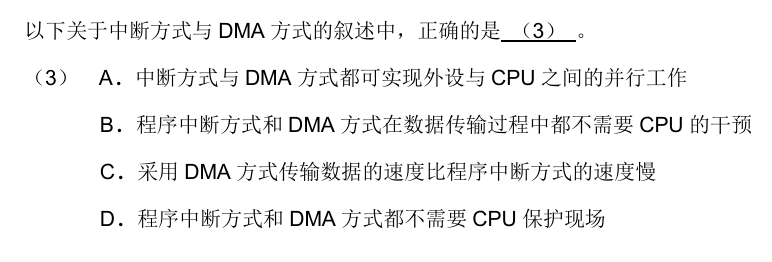 以下关于中断方式与 DMA 方式的叙述中，正确的是 （3） 。
（3） A．中断方式与 DMA 方式都可实现外设与 CPU 之间的并行工作
B．程序中断方式和 DMA 方式在数据传输过程中都不需要 CPU 的干预
C．采用 DMA 方式传输数据的速度比程序中断方式的速度慢
D．程序中断方式和 DMA 方式都不需要 CPU 保护现场